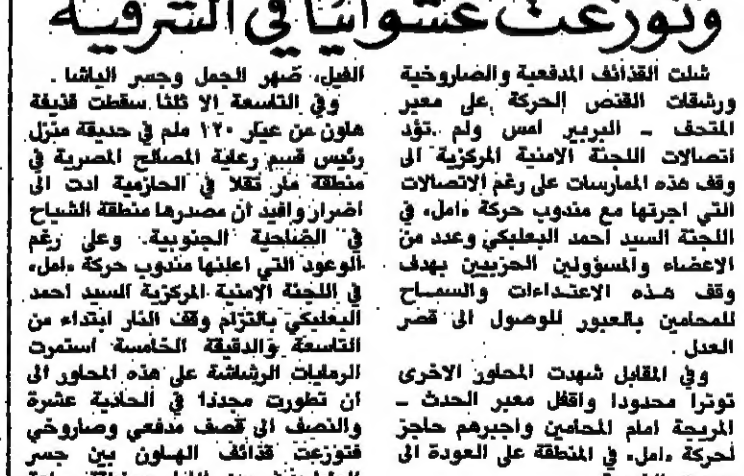 وتوزعت عشوائيا في الشرقية
شلت القذائف المدفعية والصاروخية
ورشقات القنص الحركة على معبر
المتحف - البربير امس ولم تؤد
اتصالات اللجنة الامنية المركزية الى
وقف هذه الممارسات على رغم الاتصالات
التي اجرتها مع مندوب حركة «امل» في
اللجنة السيد احمد البعلبكي وعدد من
الاعضاء والمسؤولين الحزبيين بهدف
وقف هذه الاعتداءات والسماح
للمحامين بالعبور للوصول الى قصر
العدل .
وفي المقابل شهدت المحاور الاخرى
توترا محدودا واقفل معبر الحدث -
المريجة امام المحامين واجبرهم حاجز
لحركة «امل» في المنطقة على العودة الى
الفيل، ضهر الجمل وجسر الباشا .
وفي التاسعة الا ثلثا سقطت قذيفة
هاون من عيار ١٢٠ ملم في حديقة منزل
رئيس قسم رعاية المصالح المصرية في
منطقة مار تقلا في الحازمية ادت الى
اضرار وافيد ان مصدرها منطقة الشياح
في الضاحية الجنوبية. وعلى رغم
الوعود التي اعلنها مندوب حركة «امل»
في اللجنة الامنية المركزية السيد احمد
البعلبكي بالتزام وقف النار ابتداء من
التاسعة والدقيقة الخامسة استمرت
الرمايات الرشاشة على هذه المحاور الى
ان تطورت مجددا في الحادية عشرة
والنصف الى قصف مدفعي وصاروخي
فتوزعت قذائف الهاون بين جسر